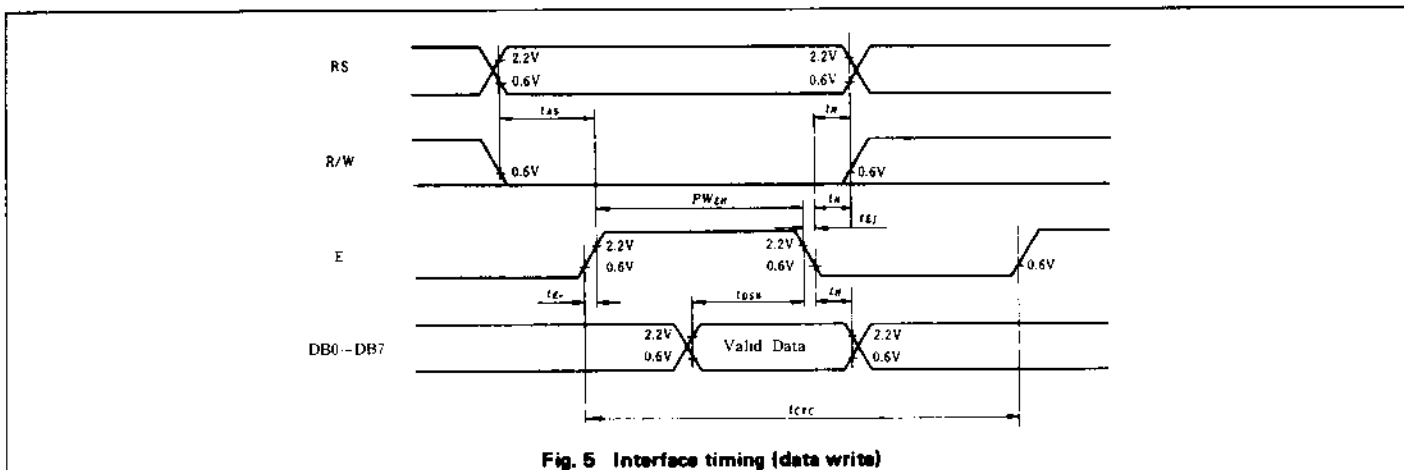 RS
2.2V
2.2V
0.6V
0.6V
tAS
tH
R/W
0.6V
0.6V
PWEH
tH
tEf
E
2.2V
2.2V
0.6V
0.6V
0.6V
tEr
tDSW
tH
DB0-DB7
2.2V
Valid Data
2.2V
0.6V
0.6V
tCYC
Fig. 5 Interface timing (data write)